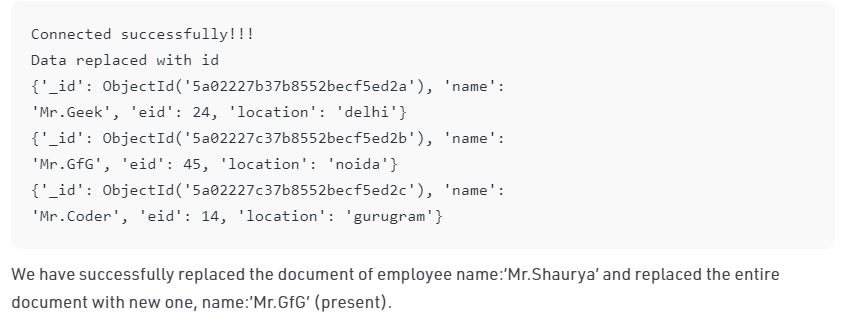 Connected successfully!!!
Data replaced with id
{'_id': ObjectId('5a02227b37b8552becf5ed2a'), 'name':
'Mr.Geek', 'eid': 24, 'location': 'delhi'}
{'_id': ObjectId('5a02227c37b8552becf5ed2b'), 'name':
'Mr.GfG', 'eid': 45, 'location': 'noida'}
{'_id': ObjectId('5a02227c37b8552becf5ed2c'), 'name':
'Mr.Coder', 'eid': 14, 'location': 'gurugram'}
We have successfully replaced the document of employee name:’Mr.Shaurya’ and replaced the entire
document with new one, name:’Mr.GfG’ (present).